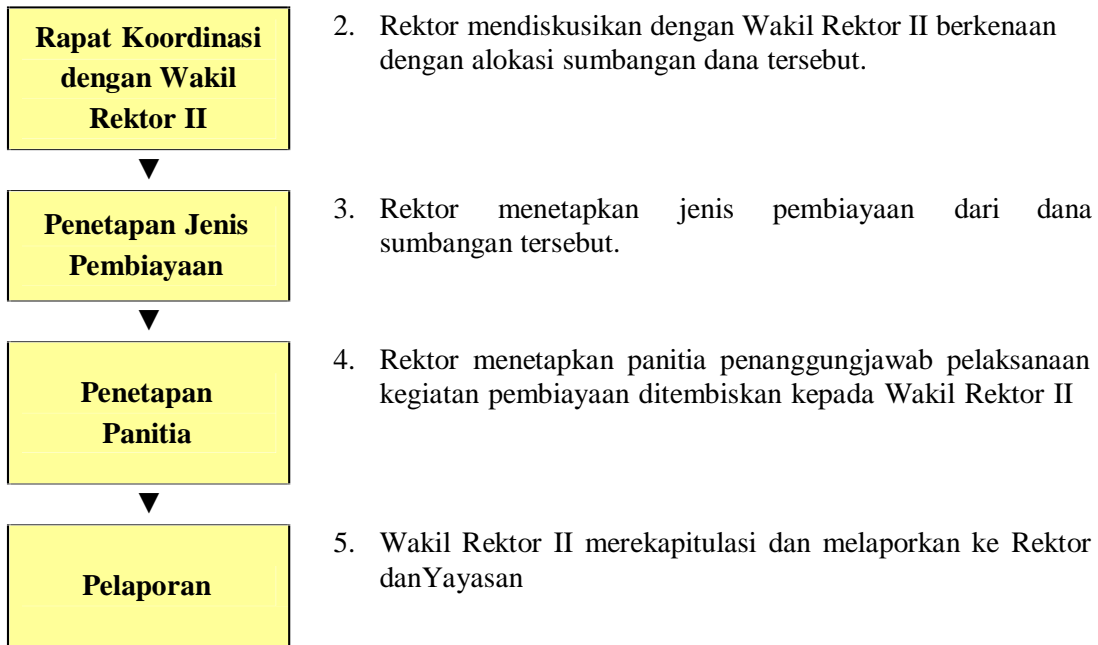 Rapat Koordinasi
dengan Wakil
Rektor II
2. Rektor mendiskusikan dengan Wakil Rektor II berkenaan
dengan alokasi sumbangan dana tersebut.
▼
Penetapan Jenis
Pembiayaan
3. Rektor menetapkan jenis pembiayaan dari dana
sumbangan tersebut.
▼
Penetapan
Panitia
4. Rektor menetapkan panitia penanggungjawab pelaksanaan
kegiatan pembiayaan ditembiskan kepada Wakil Rektor II
▼
Pelaporan
5. Wakil Rektor II merekapitulasi dan melaporkan ke Rektor
danYayasan